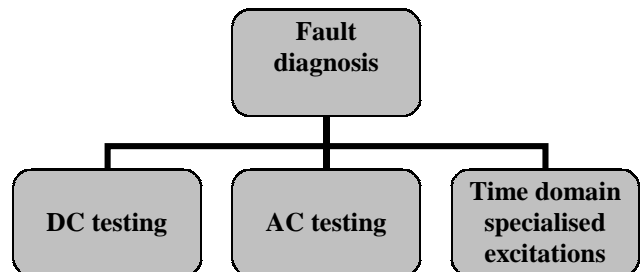 Fault
diagnosis
DC testing
AC testing
Time domain
specialised
excitations